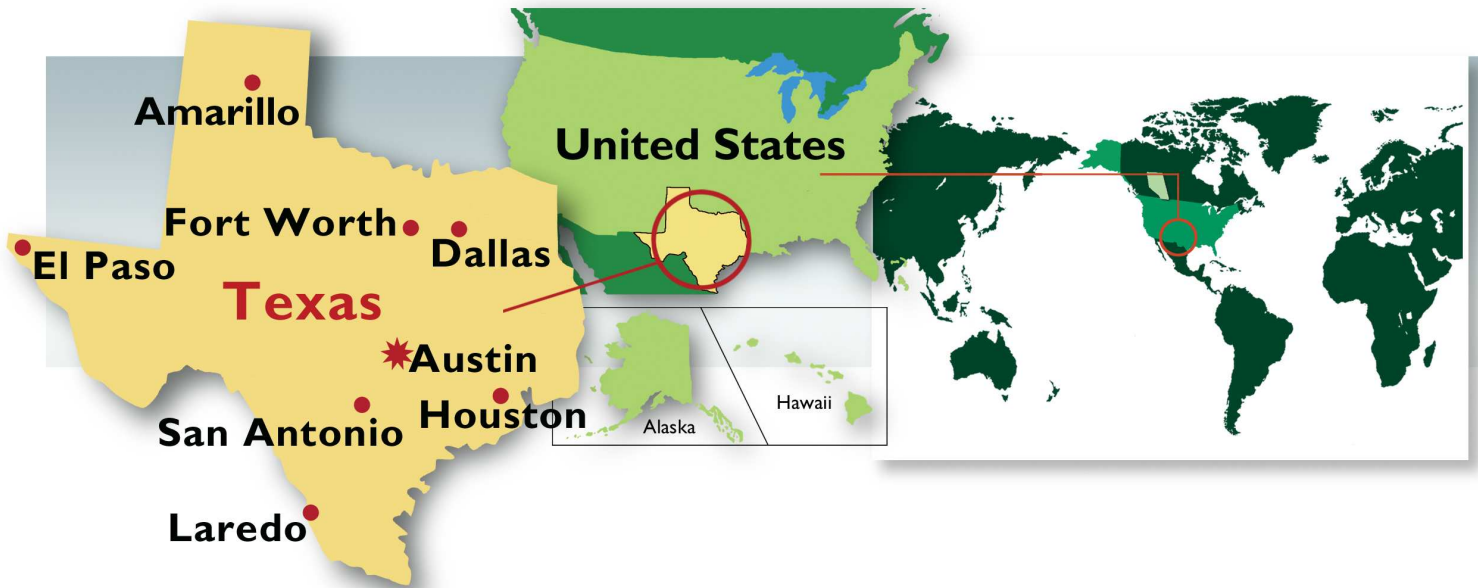 Amarillo
United States
Fort Worth
Dallas
El Paso
Texas
Austin
Houston
San Antonio
Laredo
Alaska
Hawaii